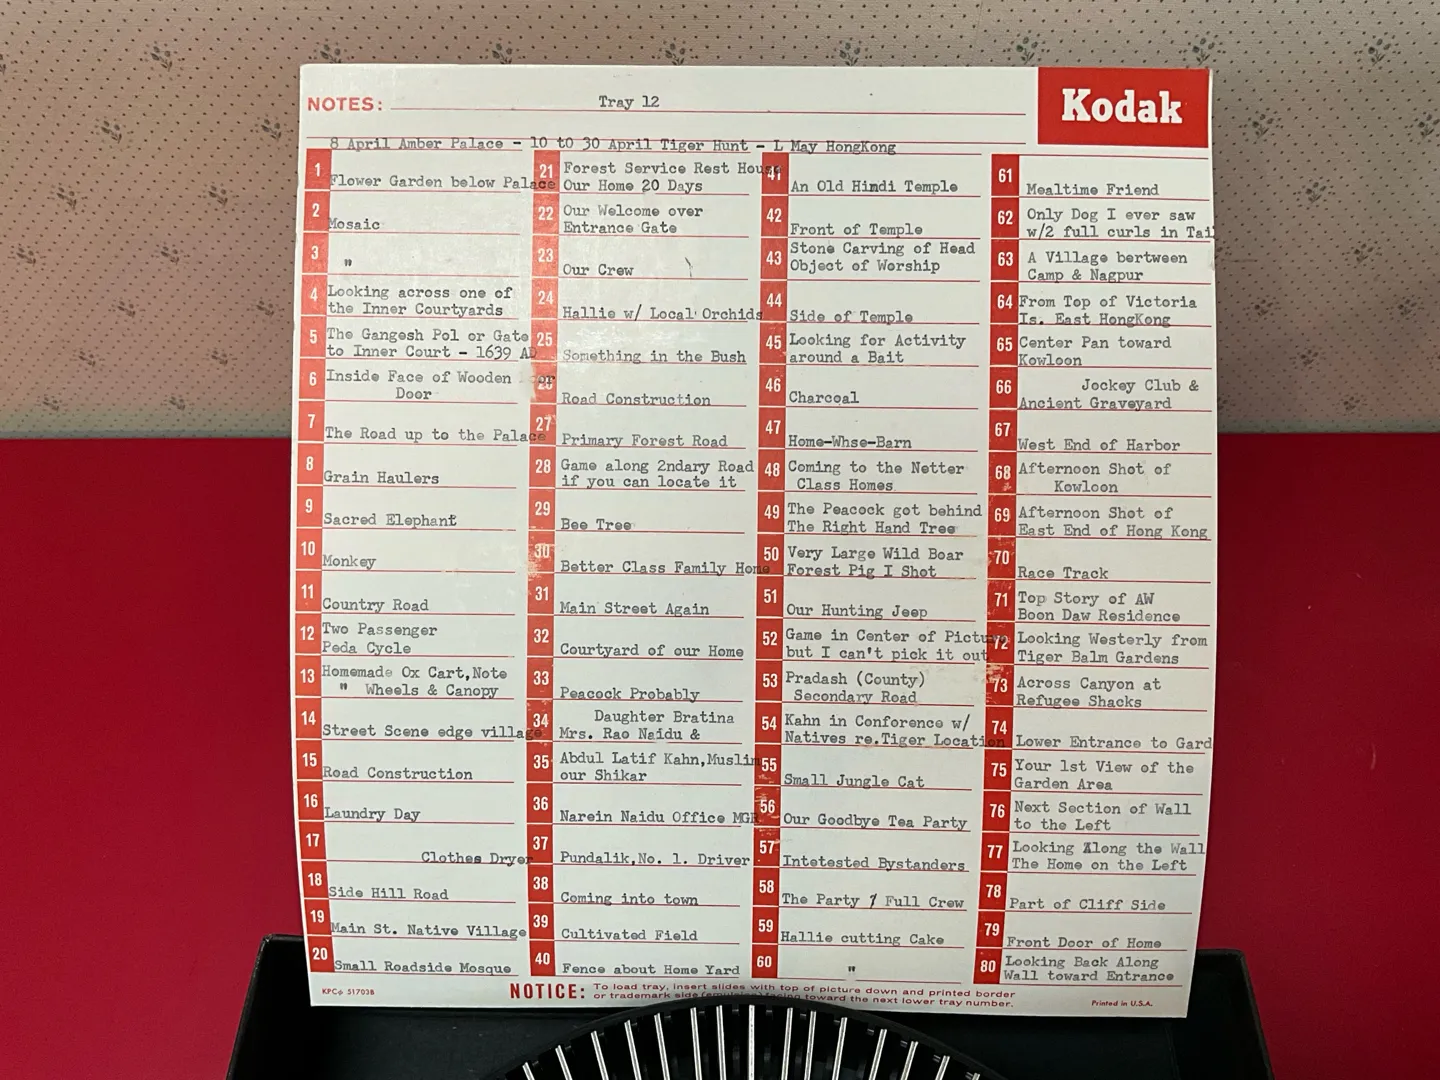 NOTES: Tray 12
Kodak
8 April Amber Palace - 10 to 30 April Tiger Hunt - L May HongKong
1 Flower Garden below Palace
2 Mosaic
3 "
4 Looking across one of
the Inner Courtyards
5 The Gangesh Pol or Gate
to Inner Court - 1639 AD
6 Inside Face of Wooden or
Door
7 The Road up to the Palace
8 Grain Haulers
9 Sacred Elephant
10 Monkey
11 Country Road
12 Two Passenger
Peda Cycle
13 Homemade Ox Cart,Note
" Wheels & Canopy
14 Street Scene edge village
15 Road Construction
16 Laundry Day
17 Clothes Dryer
18 Side Hill Road
19 Main St. Native Village
20 Small Roadside Mosque
21 Forest Service Rest House
Our Home 20 Days
22 Our Welcome over
Entrance Gate
23 Our Crew
24 Hallie w/ Local Orchids
25 Something in the Bush
26 Road Construction
27 Primary Forest Road
28 Game along 2ndary Road
if you can locate it
29 Bee Tree
30 Better Class Family Home
31 Main Street Again
32 Courtyard of our Home
33 Peacock Probably
34 Daughter Bratina
Mrs. Rao Naidu &
35 Abdul Latif Kahn,Muslim
our Shikar
36 Narein Naidu Office MGR
37 Pundalik,No. 1. Driver
38 Coming into town
39 Cultivated Field
40 Fence about Home Yard
41 An Old Hindi Temple
42 Front of Temple
43 Stone Carving of Head
Object of Worship
44 Side of Temple
45 Looking for Activity
around a Bait
46 Charcoal
47 Home-Whse-Barn
48 Coming to the Netter
Class Homes
49 The Peacock got behind
The Right Hand Tree
50 Very Large Wild Boar
Forest Pig I Shot
51 Our Hunting Jeep
52 Game in Center of Picture
but I can't pick it out
53 Pradash (County)
Secondary Road
54 Kahn in Conference w/
Natives re.Tiger Location
55 Small Jungle Cat
56 Our Goodbye Tea Party
57 Intetested Bystanders
58 The Party 7 Full Crew
59 Hallie cutting Cake
60 "
61 Mealtime Friend
62 Only Dog I ever saw
w/2 full curls in Tail
63 A Village bertween
Camp & Nagpur
64 From Top of Victoria
Is. East HongKong
65 Center Pan toward
Kowloon
66 Jockey Club &
Ancient Graveyard
67 West End of Harbor
68 Afternoon Shot of
Kowloon
69 Afternoon Shot of
East End of Hong Kong
70 Race Track
71 Top Story of AW
Boon Daw Residence
72 Looking Westerly from
Tiger Balm Gardens
73 Across Canyon at
Refugee Shacks
74 Lower Entrance to Gard
75 Your 1st View of the
Garden Area
76 Next Section of Wall
to the Left
77 Looking Along the Wall
The Home on the Left
78 Part of Cliff Side
79 Front Door of Home
80 Looking Back Along
Wall toward Entrance
KPC 51703B
NOTICE: To load tray, insert slides with top of picture down and printed border
or trademark side (emulsion) facing toward the next lower tray number.
Printed in U.S.A.